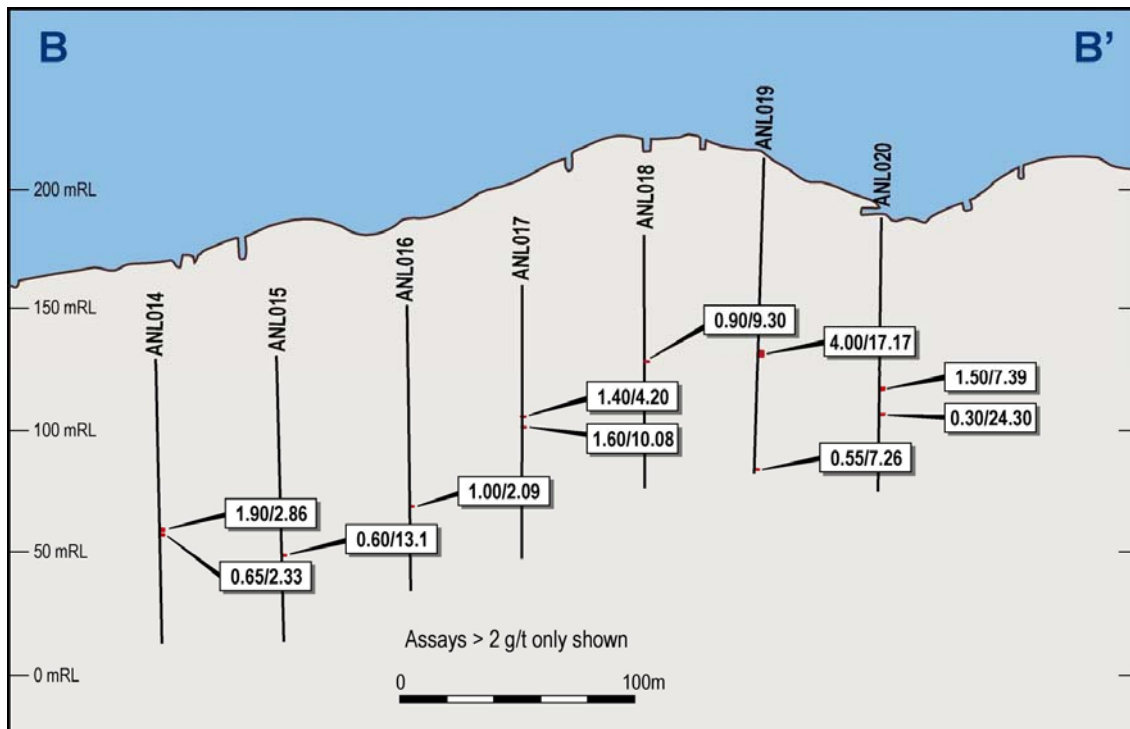 B
B'
ANL019
ANL020
200 mRL
ANL018
ANL016
ANL017
150 mRL
ANL014
ANL015
0.90/9.30
4.00/17.17
1.50/7.39
1.40/4.20
0.30/24.30
100 mRL
1.60/10.08
0.55/7.26
1.00/2.09
1.90/2.86
0.60/13.1
50 mRL
0.65/2.33
Assays > 2 g/t only shown
0 mRL
0 100m